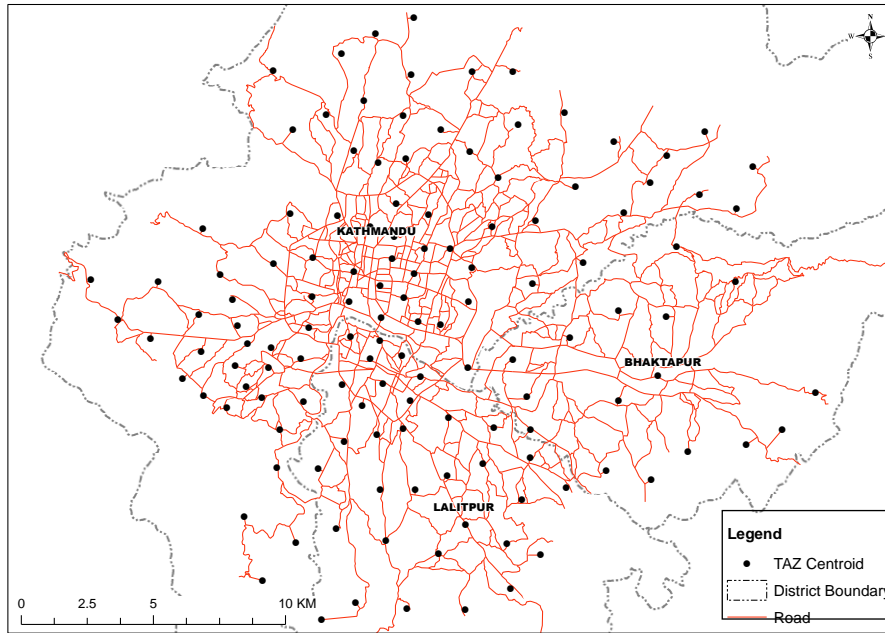 N
W E
S
KATHMANDU
BHAKTAPUR
LALITPUR
Legend
TAZ Centroid
District Boundary
Road
0 2.5 5 10 KM